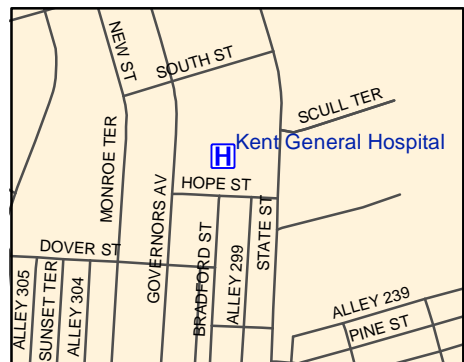 NEW ST
SOUTH ST
SCULL TER
H
Kent General Hospital
MONROE TER
HOPE ST
GOVERNORS AV
BRADFORD ST
ALLEY 299
STATE ST
DOVER ST
ALLEY 305
SUNSET TER
ALLEY 304
ALLEY 239
PINE ST